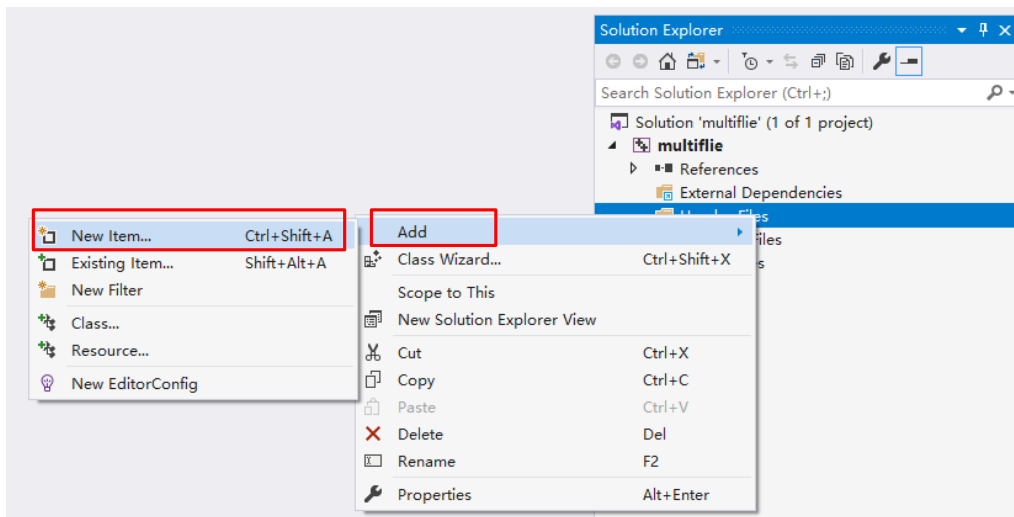 Solution Explorer
Search Solution Explorer (Ctrl+;)
Solution 'multiflie' (1 of 1 project)
multiflie
References
External Dependencies
Files
iles
s
Add
Class Wizard... Ctrl+Shift+X
Scope to This
New Solution Explorer View
Cut Ctrl+X
Copy Ctrl+C
Paste Ctrl+V
Delete Del
Rename F2
Properties Alt+Enter
New Item... Ctrl+Shift+A
Existing Item... Shift+Alt+A
New Filter
Class...
Resource...
New EditorConfig